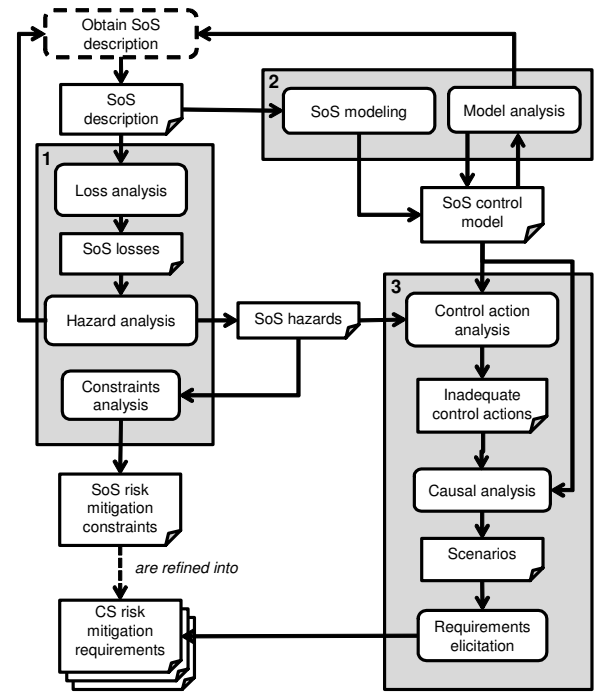 Obtain SoS
description
SoS
description
2
SoS modeling
Model analysis
1
Loss analysis
SoS control
model
SoS losses
3
Hazard analysis
SoS hazards
Control action
analysis
Constraints
analysis
Inadequate
control actions
SoS risk
mitigation
constraints
Causal analysis
are refined into
Scenarios
CS risk
mitigation
requirements
Requirements
elicitation